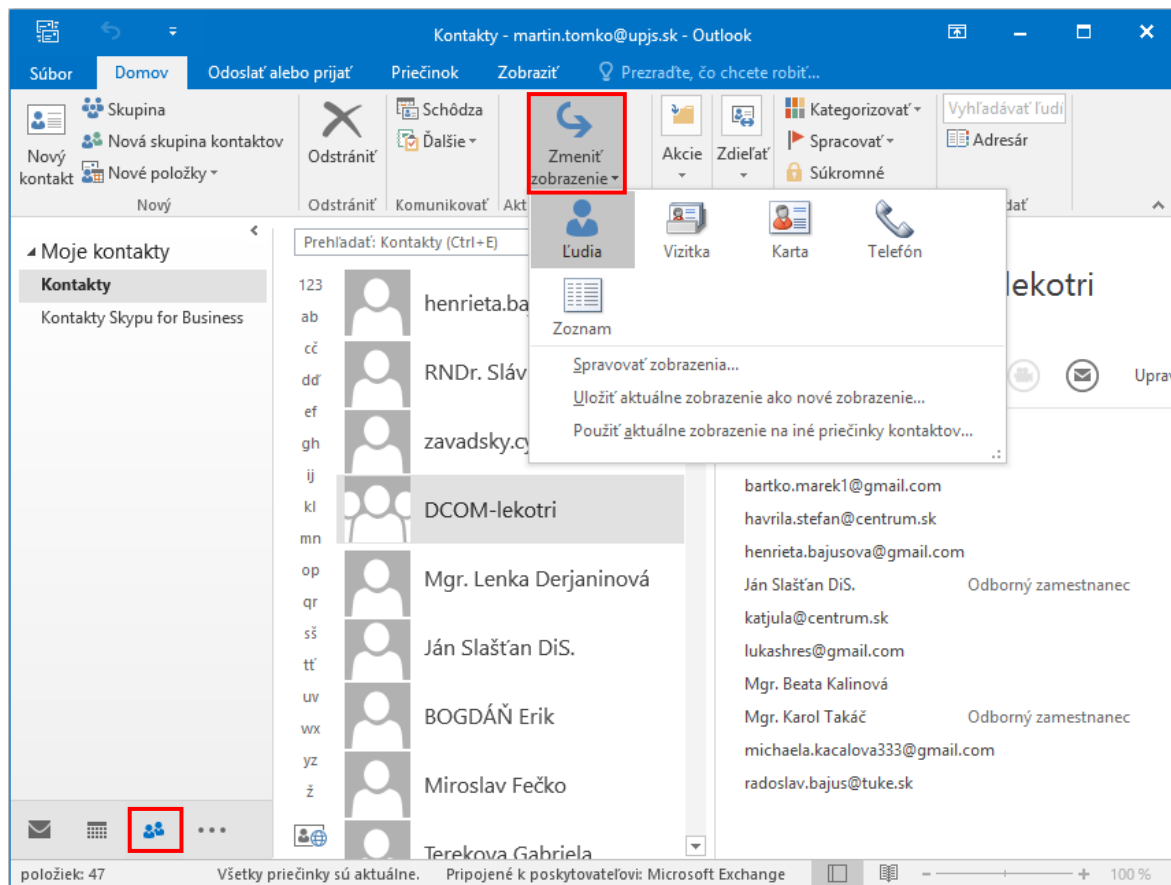 Kontakty - martin.tomko@upjs.sk - Outlook
Súbor
Domov
Odoslať alebo prijať
Priečinok
Zobraziť
Prezraďte, čo chcete robiť...
Nový
kontakt
Skupina
Nová skupina kontaktov
Nové položky
Nový
Odstrániť
Odstrániť
Schôdza
Ďalšie
Komunikovať
Zmeniť
zobrazenie
Akt
Akcie
Zdieľať
Kategorizovať
Spracovať
Súkromné
Vyhľadávať ľudí
Adresár
dať
Ľudia
Vizitka
Karta
Telefón
Zoznam
Spravovať zobrazenia...
Uložiť aktuálne zobrazenie ako nové zobrazenie...
Použiť aktuálne zobrazenie na iné priečinky kontaktov...
Moje kontakty
Kontakty
Kontakty Skypu for Business
Prehľadať: Kontakty (Ctrl+E)
123
ab
cč
dď
ef
gh
ij
kl
mn
op
qr
sš
tť
uv
wx
yz
ž
henrieta.ba
RNDr. Sláv
zavadsky.cy
DCOM-lekotri
Mgr. Lenka Derjaninová
Ján Slašťan DiS.
BOGDÁŇ Erik
Miroslav Fečko
Terekova Gabriela
lekotri
Uprav
bartko.marek1@gmail.com
havrila.stefan@centrum.sk
henrieta.bajusova@gmail.com
Ján Slašťan DiS. Odborný zamestnanec
katjula@centrum.sk
lukashres@gmail.com
Mgr. Beata Kalinová
Mgr. Karol Takáč Odborný zamestnanec
michaela.kacalova333@gmail.com
radoslav.bajus@tuke.sk
položiek: 47
Všetky priečinky sú aktuálne.
Pripojené k poskytovateľovi: Microsoft Exchange
100 %